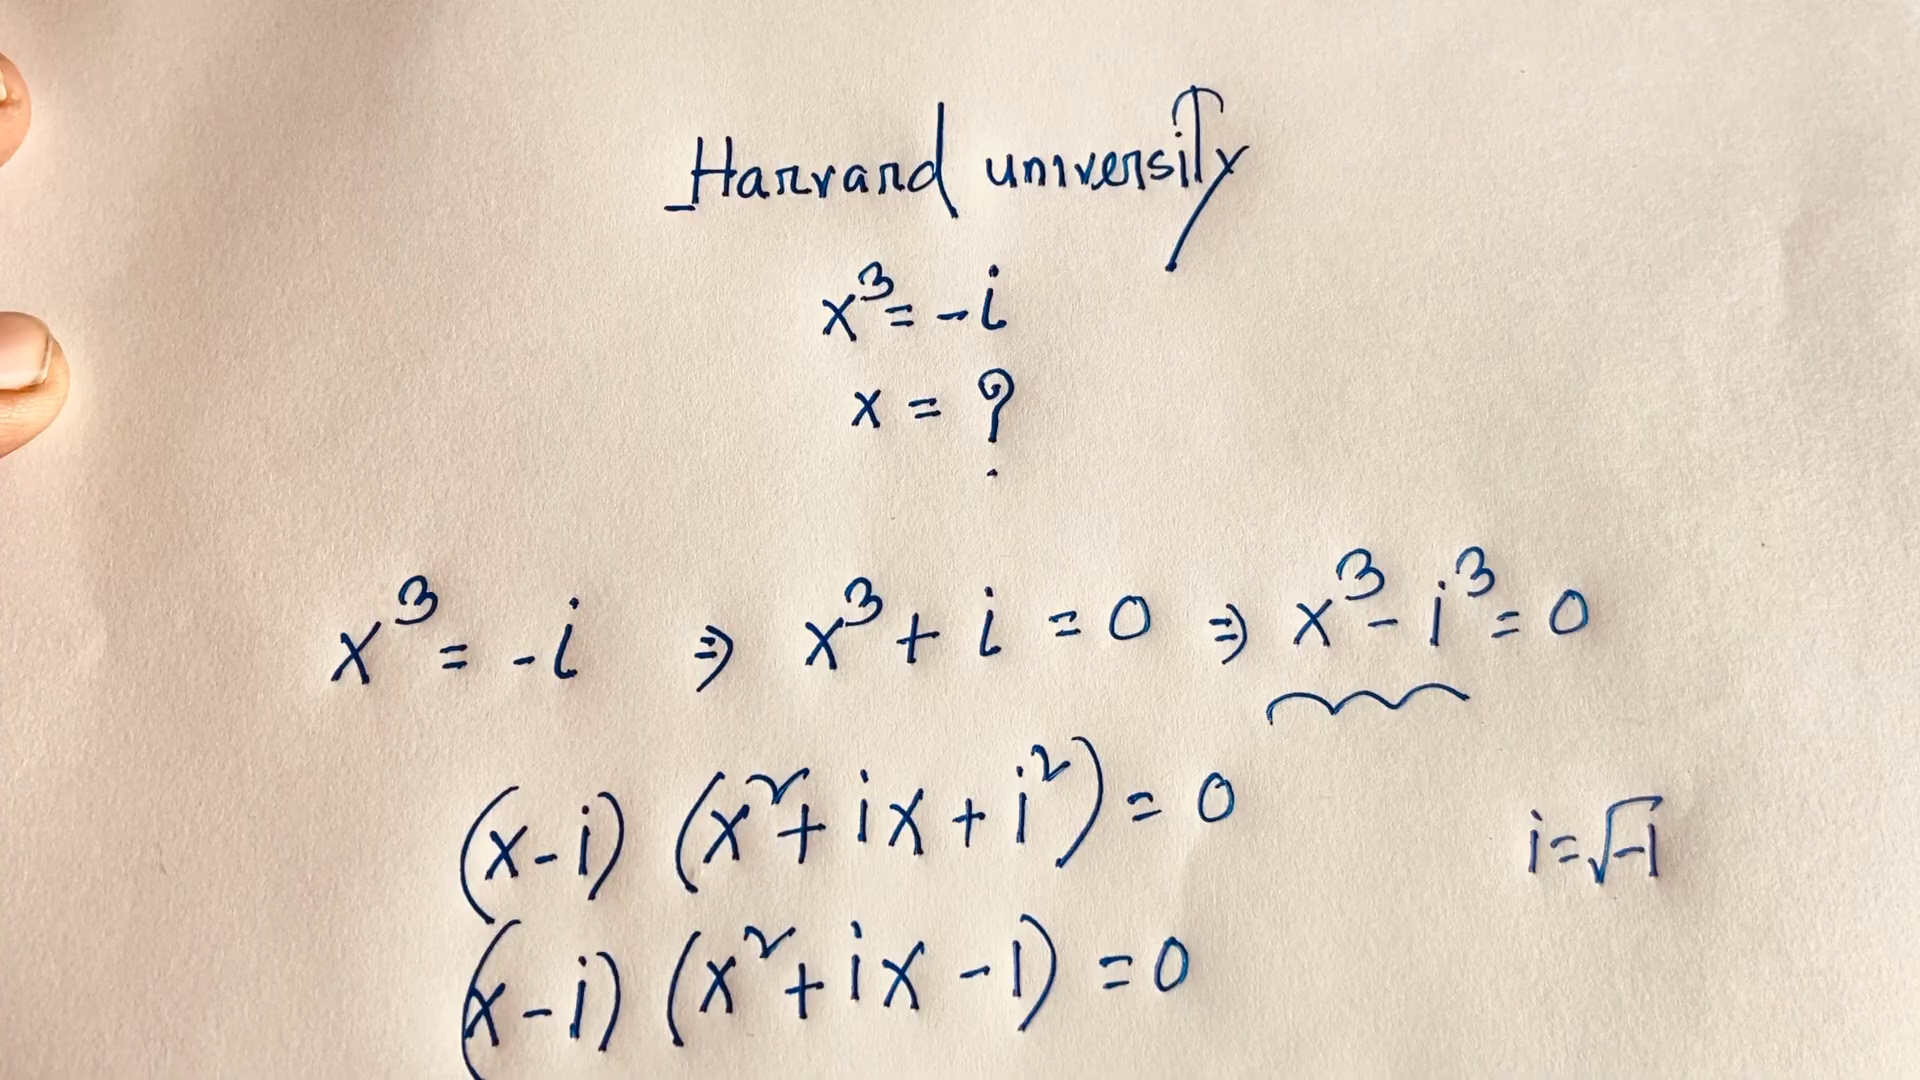 Harvard university
x³ = -i
x = ?
x³ = -i ⇒ x³ + i = 0 ⇒ x³ - i³ = 0
(x-i) (x² + ix + i²) = 0
i = √-1
(x-i) (x² + ix - 1) = 0